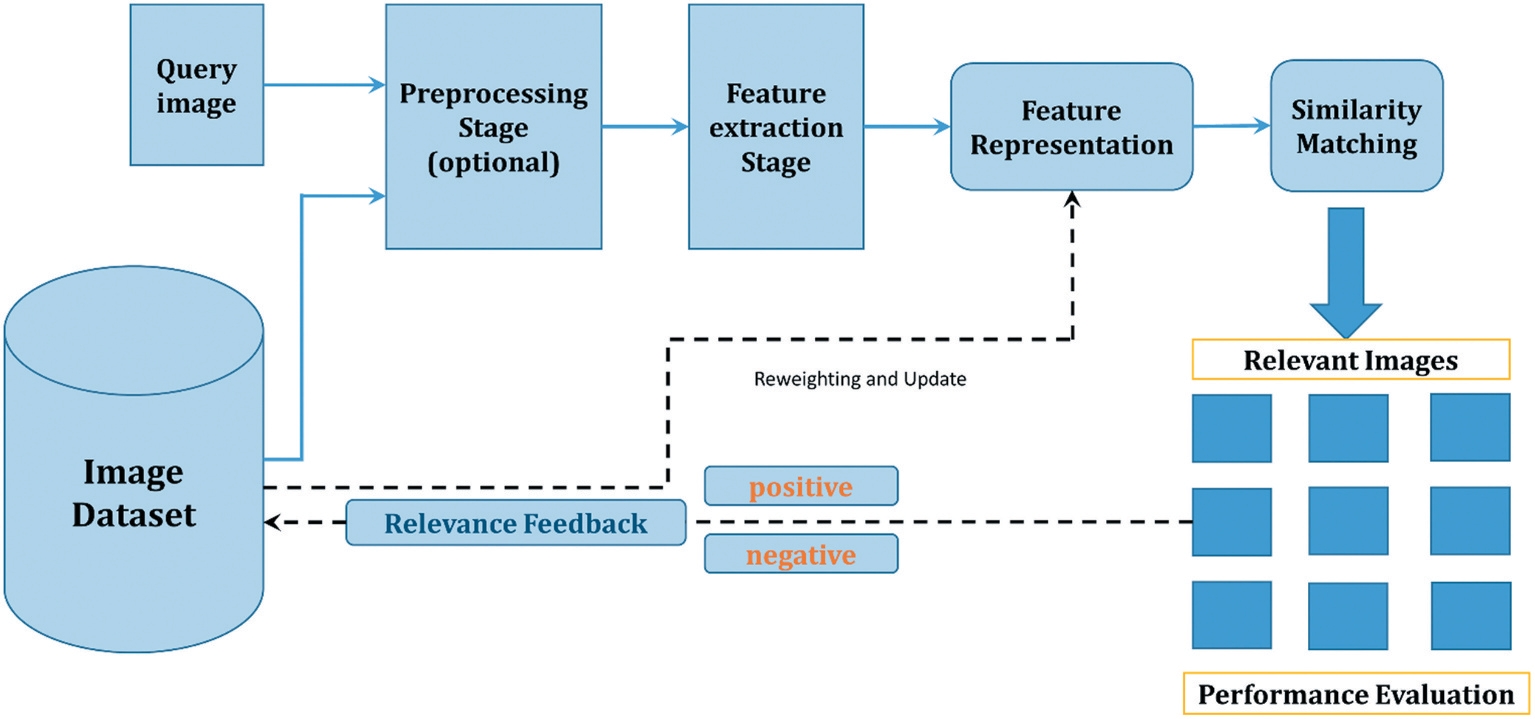 Query
image
Preprocessing
Stage
(optional)
Feature
extraction
Stage
Feature
Representation
Similarity
Matching
Relevant Images
Reweighting and Update
Image
Dataset
positive
Relevance Feedback
negative
Performance Evaluation